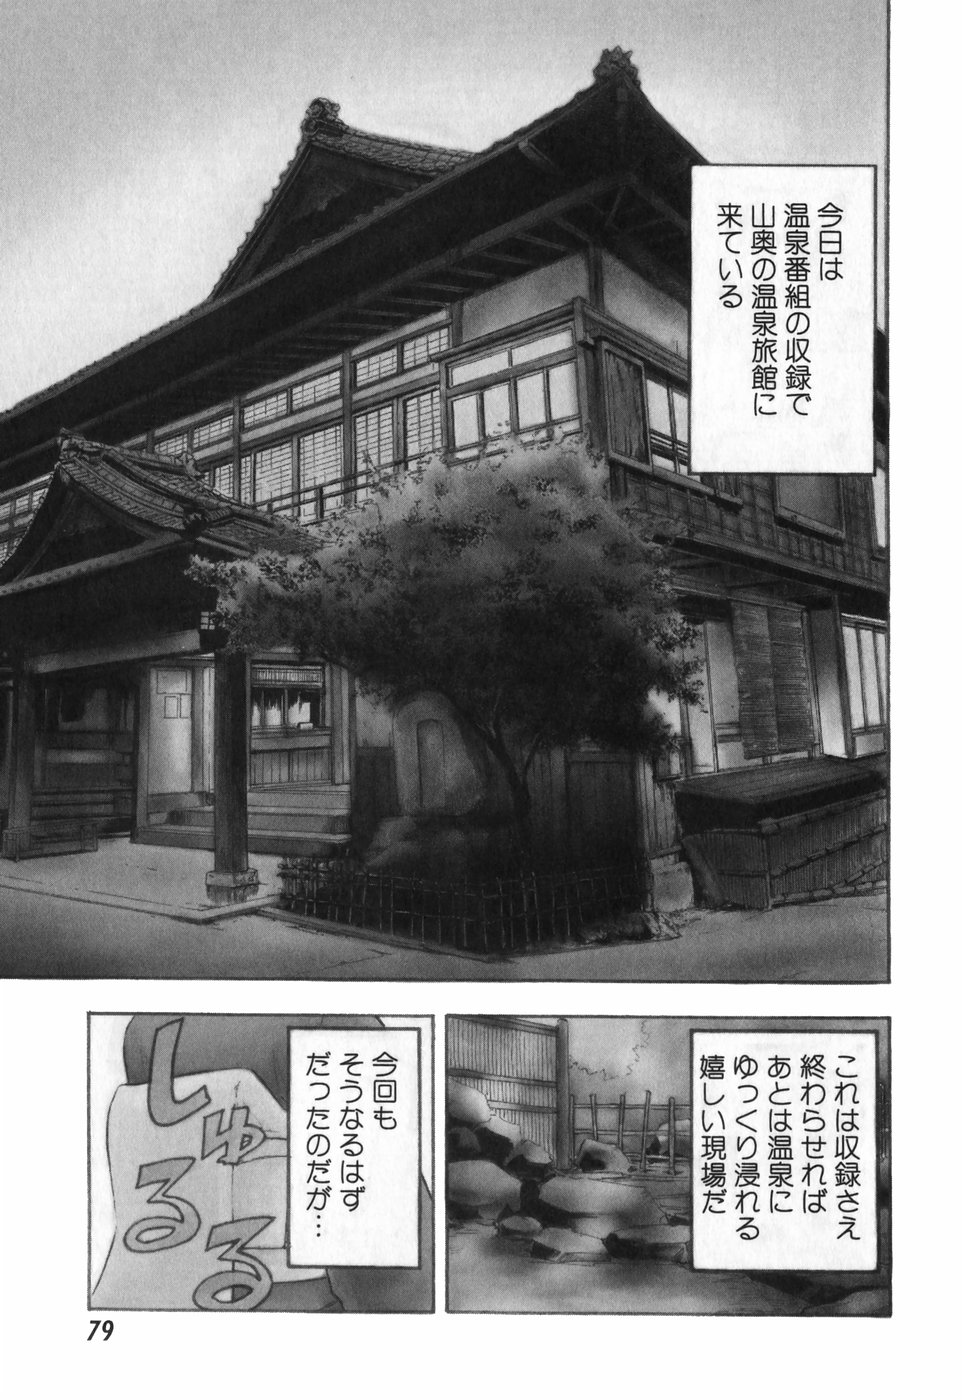 今日は
温泉番組の収録で
山奥の温泉旅館に
来ている
これは収録さえ
終わらせれば
あとは温泉に
ゆっくり浸れる
嬉しい現場だ
今回も
そうなるはず
だったのだが…
しゅるるる
79